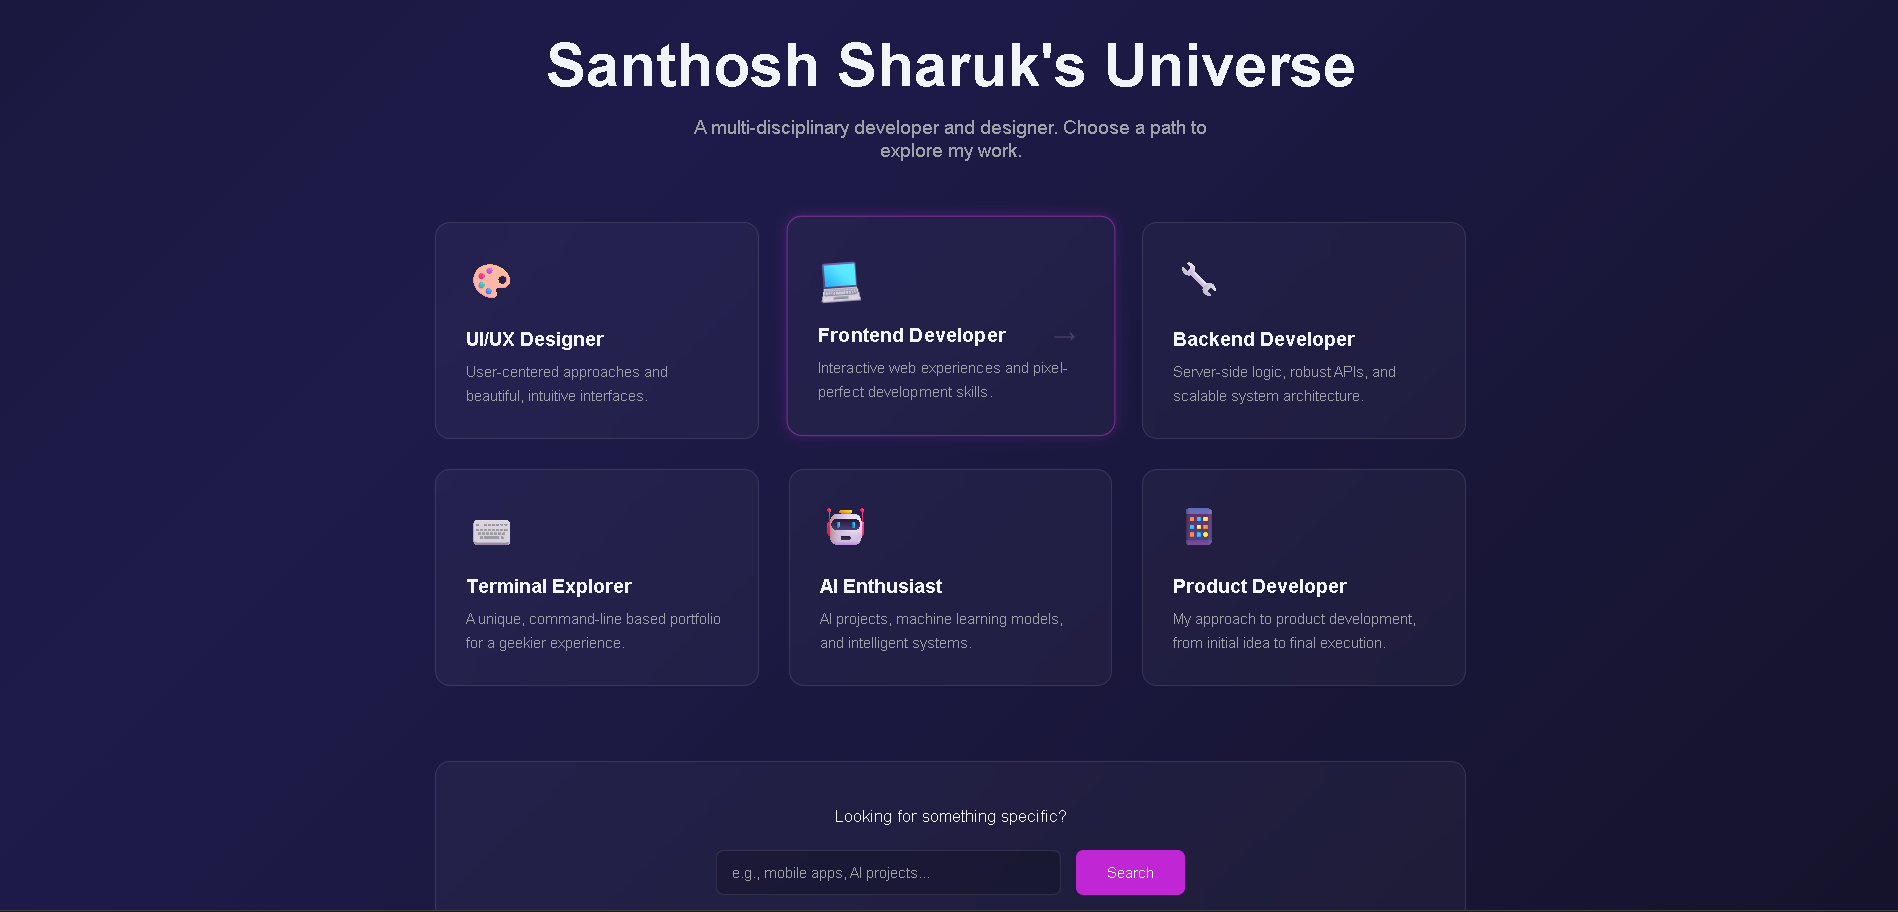 Santhosh Sharuk's Universe
A multi-disciplinary developer and designer. Choose a path to
explore my work.
UI/UX Designer
User-centered approaches and
beautiful, intuitive interfaces.
Frontend Developer →
Interactive web experiences and pixel-
perfect development skills.
Backend Developer
Server-side logic, robust APIs, and
scalable system architecture.
Terminal Explorer
A unique, command-line based portfolio
for a geekier experience.
AI Enthusiast
AI projects, machine learning models,
and intelligent systems.
Product Developer
My approach to product development,
from initial idea to final execution.
Looking for something specific?
e.g., mobile apps, AI projects...
Search